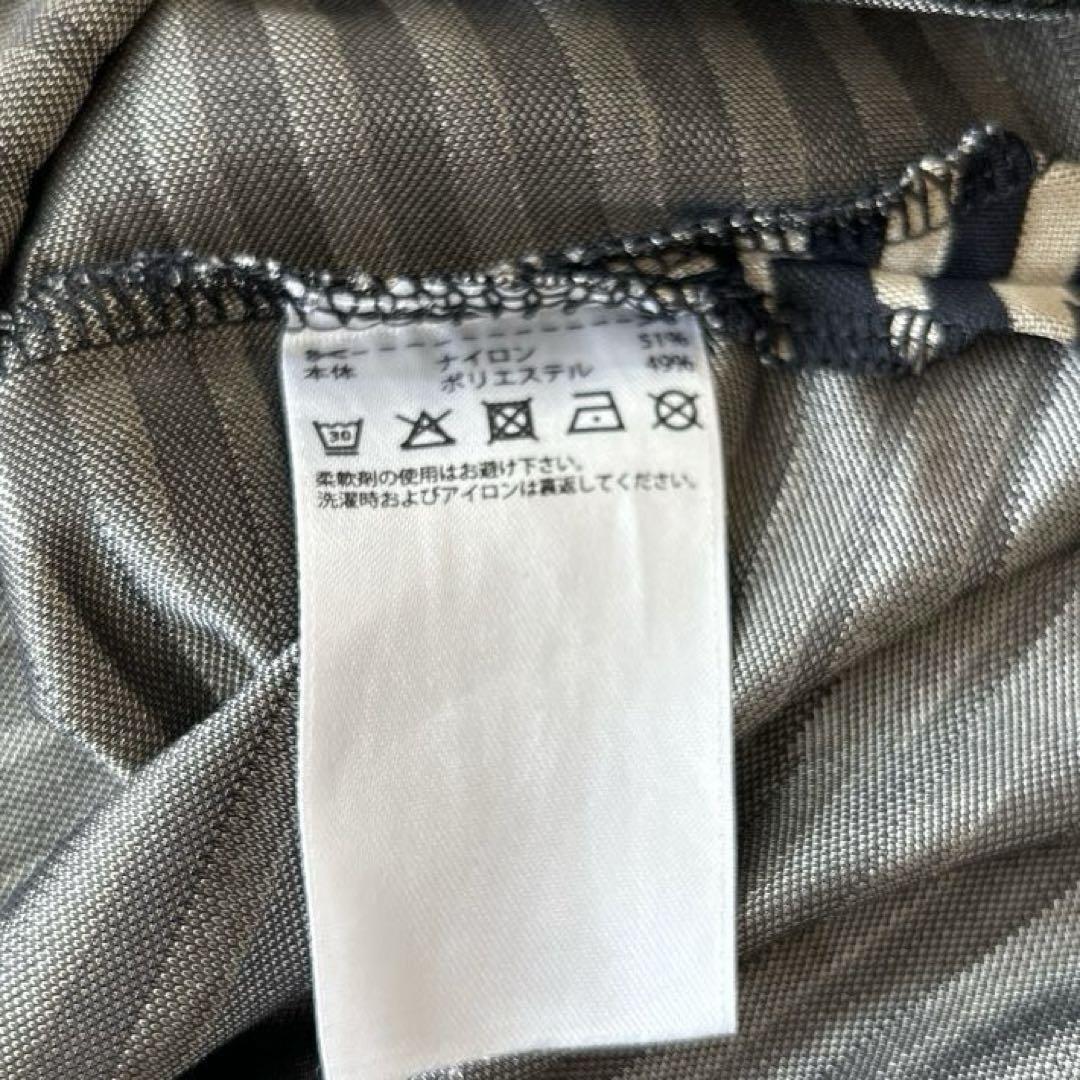 本体 ナイロン 51%
ポリエステル 49%
30
柔軟剤の使用はお避け下さい。
洗濯時およびアイロンは裏返してください。